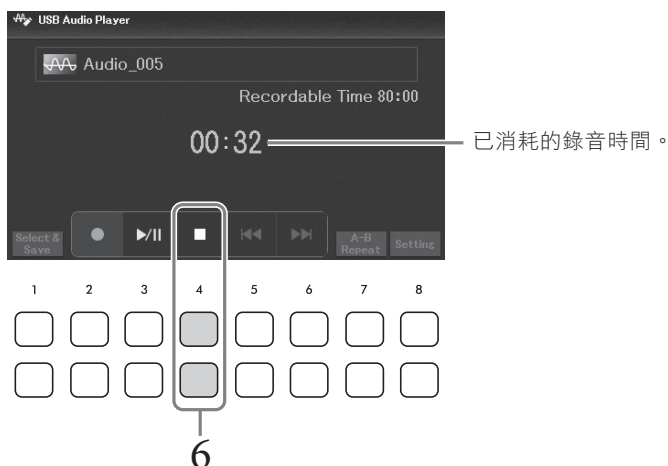 USB Audio Player
Audio_005
Recordable Time 80:00
00:32
已消耗的錄音時間。
Select &
Save
A-B
Repeat
Setting
1 2 3 4 5 6 7 8
6